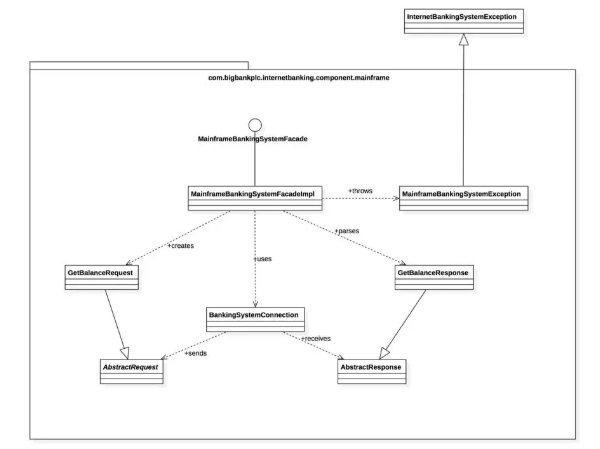 InternetBankingSystemException
com.bigbankplc.internetbanking.component.mainframe
MainframeBankingSystemFacade
MainframeBankingSystemFacadeImpl
+throws
MainframeBankingSystemException
+creates
+uses
+parses
GetBalanceRequest
GetBalanceResponse
BankingSystemConnection
+sends
+receives
AbstractRequest
AbstractResponse